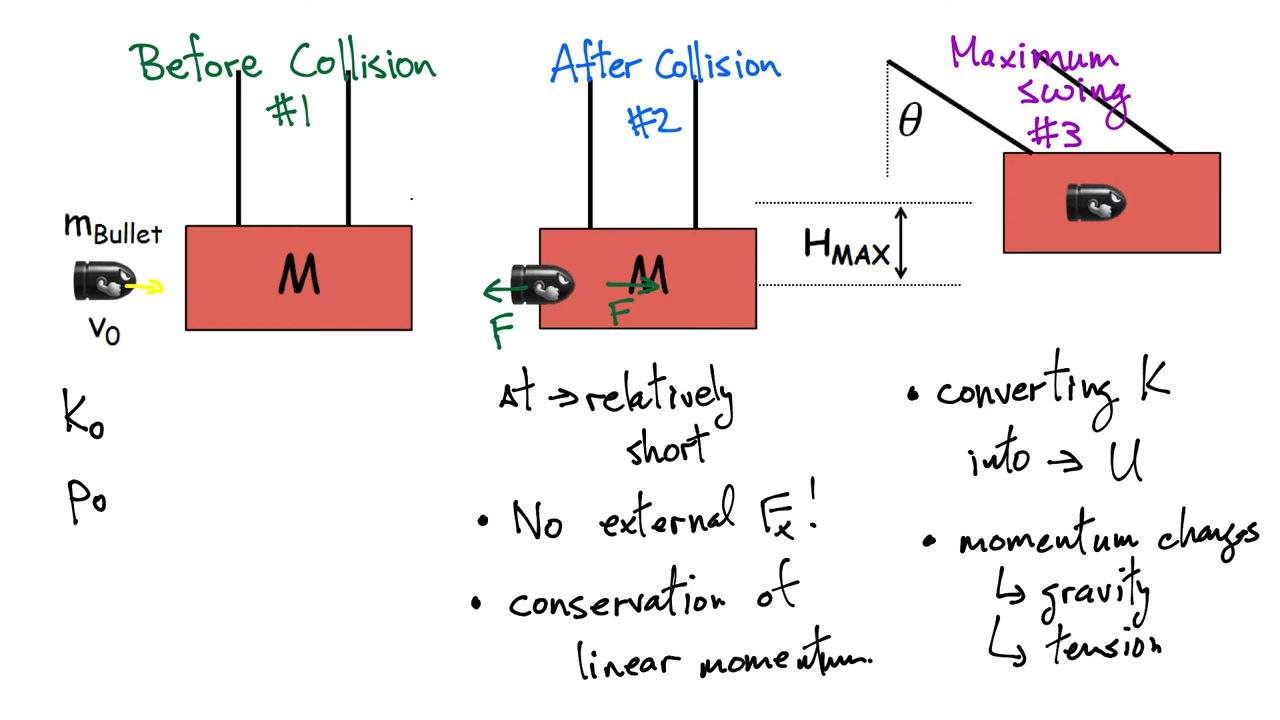 Before Collision
#1
m_Bullet
v_0
M
K_0
P_0
After Collision
#2
M
F
F
Δt → relatively
short
• No external F_x!
• conservation of
linear momentum.
Maximum
swing
#3
θ
H_MAX
• converting K
into → U
• momentum changes
↳ gravity
↳ tension